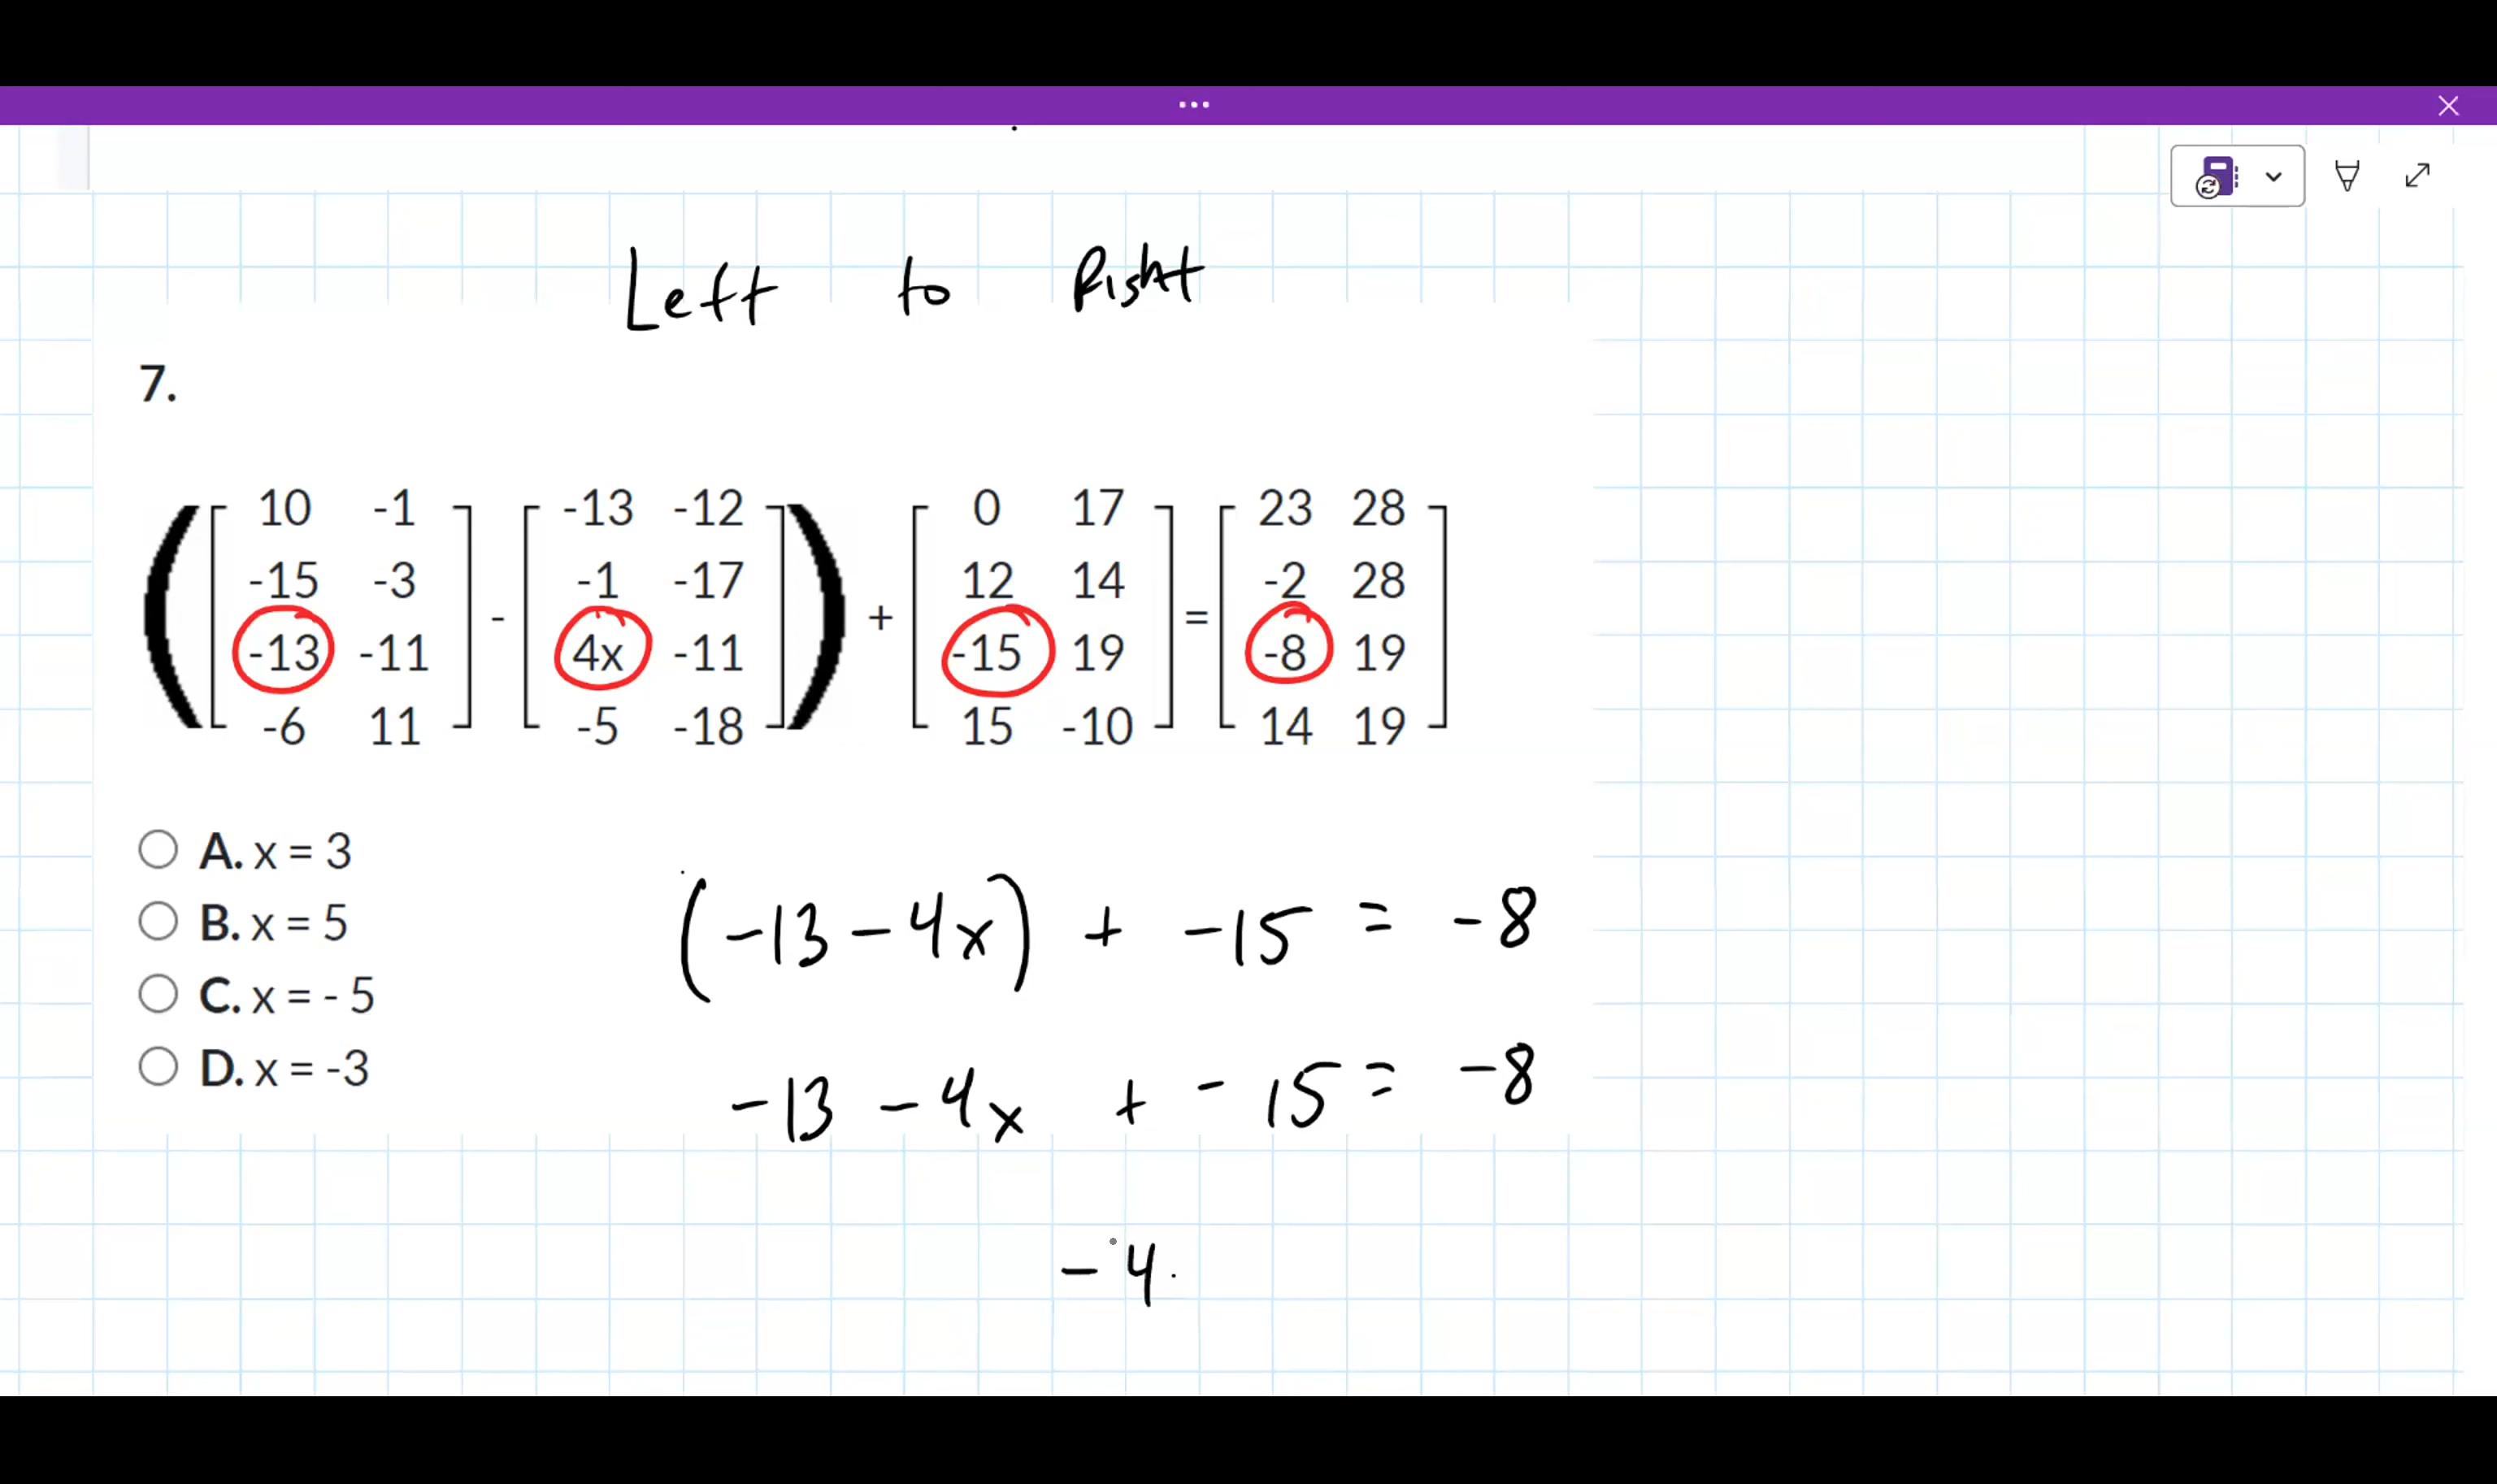 Left to Right
7.
( [ 10 -1 ] - [ -13 -12 ] ) + [ 0 17 ] = [ 23 28 ]
-15 -3 -1 -17 12 14 -2 28
-13 -11 4x -11 -15 19 -8 19
-6 11 -5 -18 15 -10 14 19
A. x = 3
B. x = 5
C. x = - 5
D. x = -3
(-13 - 4x) + -15 = -8
-13 - 4x + -15 = -8
-4